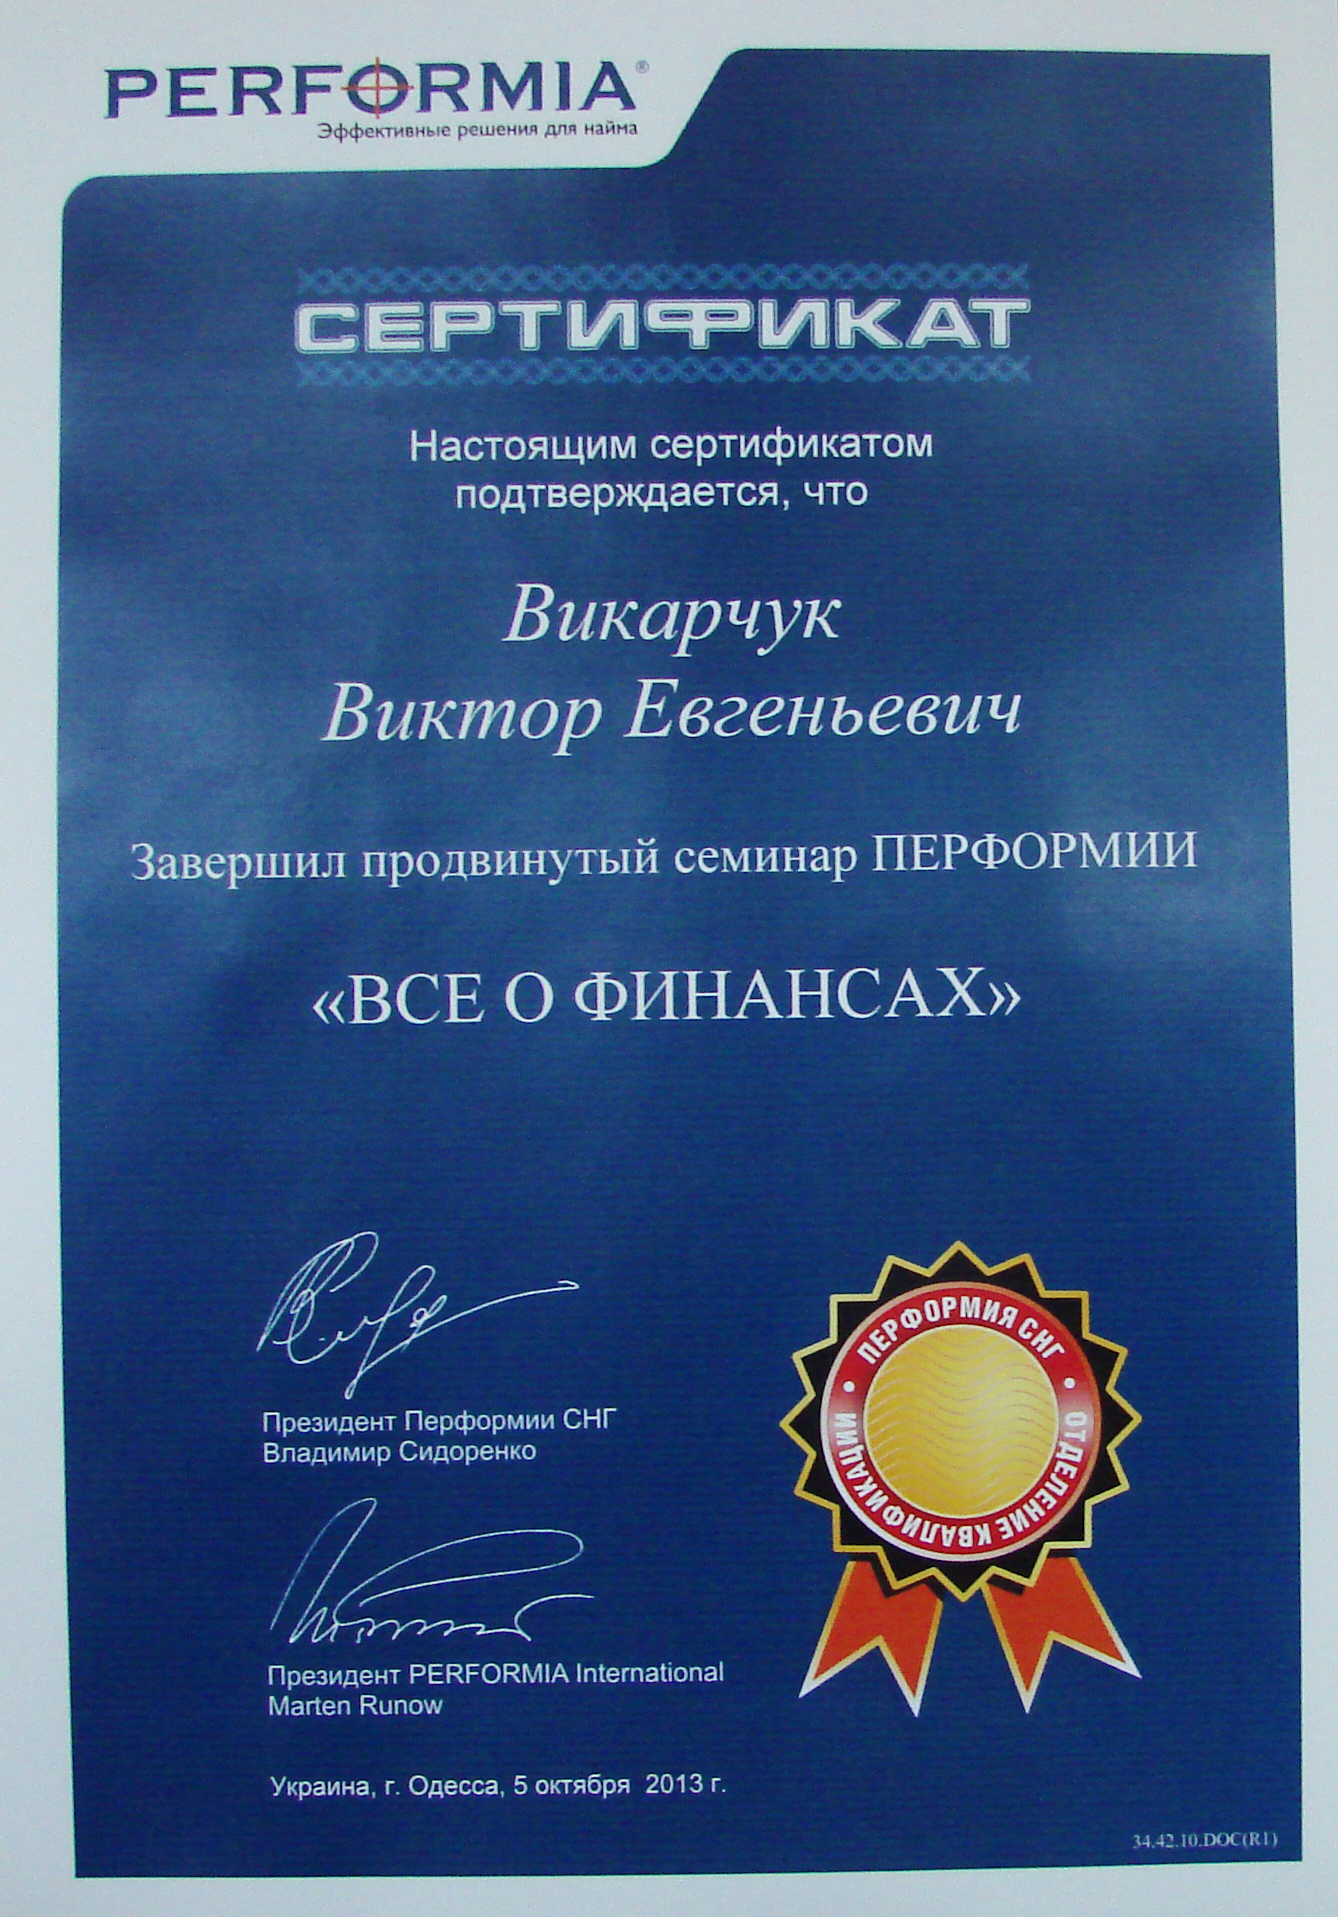 PERFORMIA®
Эффективные решения для найма
СЕРТИФИКАТ
Настоящим сертификатом
подтверждается, что
Викарчук
Виктор Евгеньевич
Завершил продвинутый семинар ПЕРФОРМИИ
«ВСЕ О ФИНАНСАХ»
Президент Перформии СНГ
Владимир Сидоренко
ПЕРФОРМИЯ СНГ
• ОТДЕЛЕНИЕ КВАЛИФИКАЦИИ •
Президент PERFORMIA International
Marten Runow
Украина, г. Одесса, 5 октября 2013 г.
34.42.10.DOC(R1)